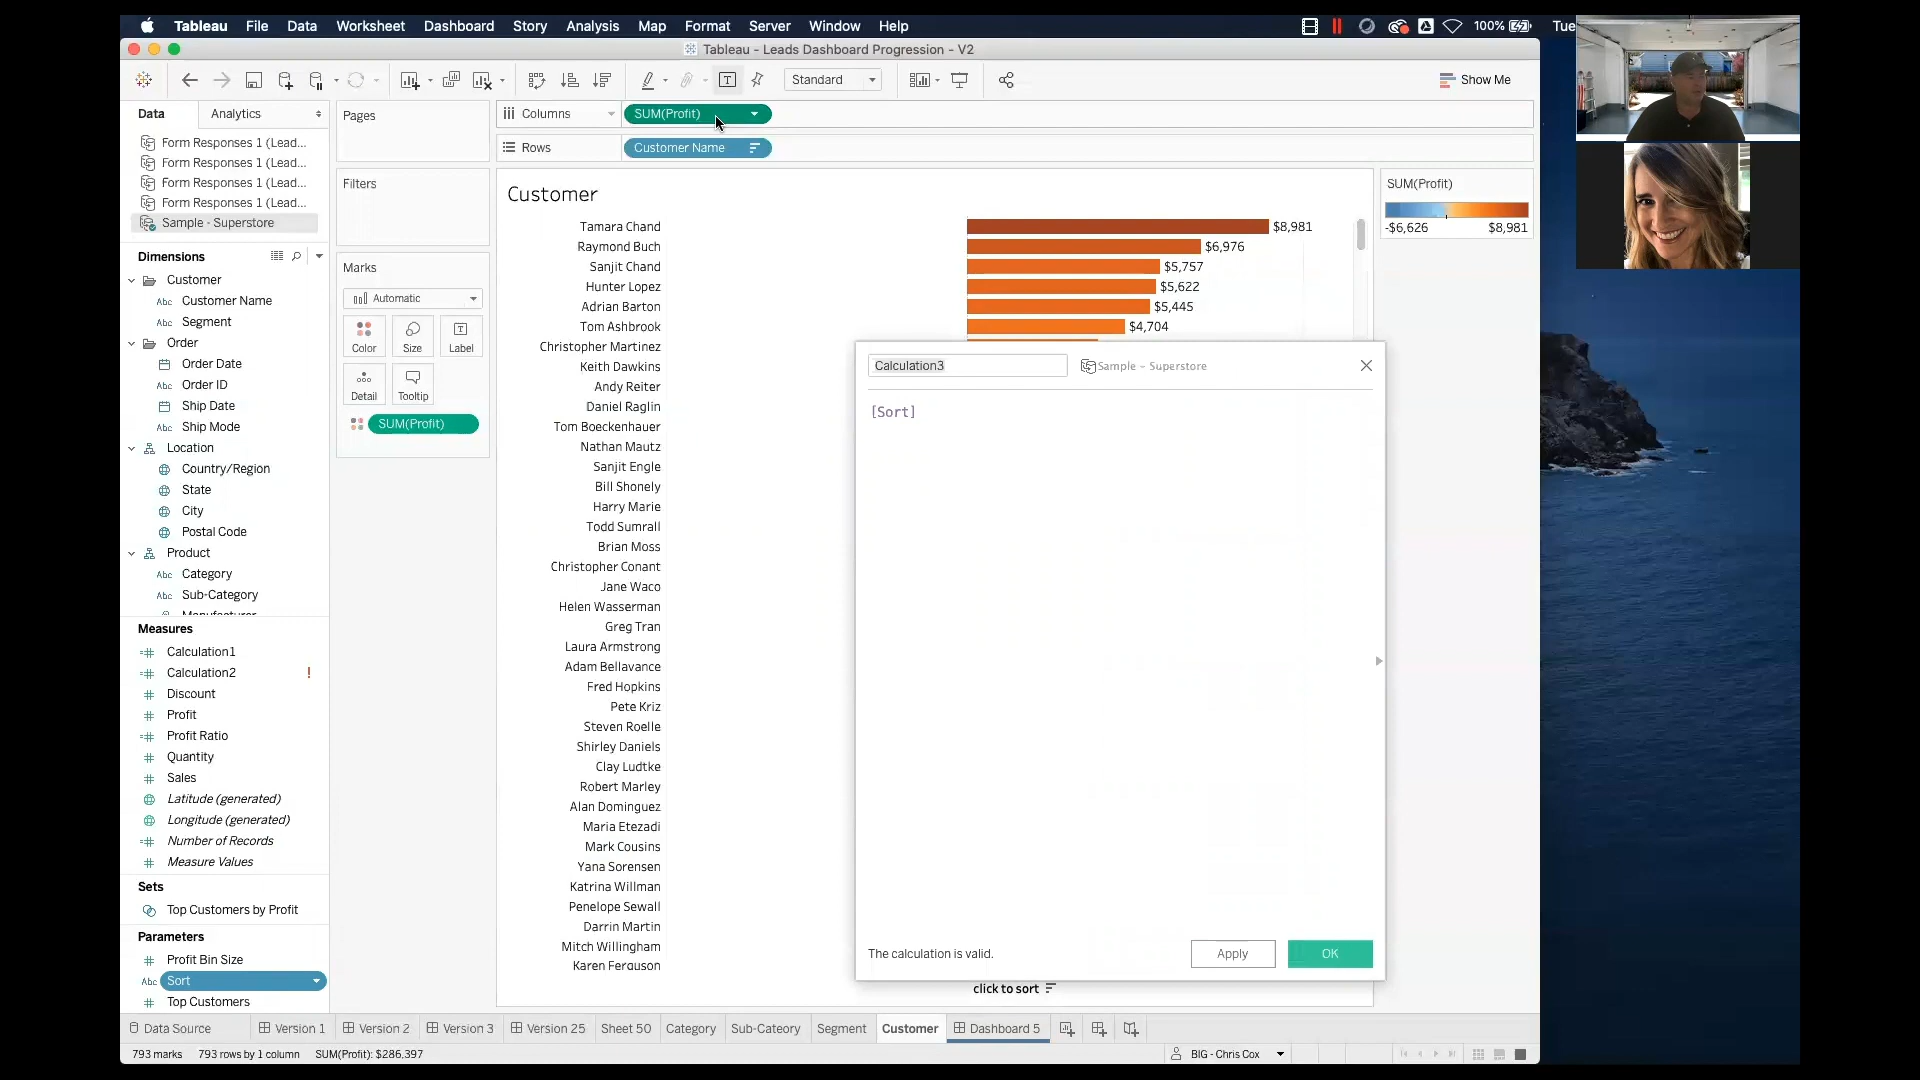 Tableau File Data Worksheet Dashboard Story Analysis Map Format Server Window Help 100% Tue
Tableau - Leads Dashboard Progression - V2
Standard
Show Me
Data Analytics
Form Responses 1 (Lead...
Form Responses 1 (Lead...
Form Responses 1 (Lead...
Form Responses 1 (Lead...
Sample - Superstore
Dimensions
Customer
Abc Customer Name
Abc Segment
Order
Order Date
Abc Order ID
Ship Date
Abc Ship Mode
Location
Country/Region
State
City
Postal Code
Product
Abc Category
Abc Sub-Category
Manufacturer
Measures
Calculation1
Calculation2 !
Discount
Profit
Profit Ratio
Quantity
Sales
Latitude (generated)
Longitude (generated)
Number of Records
Measure Values
Sets
Top Customers by Profit
Parameters
Profit Bin Size
Abc Sort
Top Customers
Pages
Filters
Marks
Automatic
Color Size Label
Detail Tooltip
SUM(Profit)
Columns SUM(Profit)
Rows Customer Name
Customer
Tamara Chand $8,981
Raymond Buch $6,976
Sanjit Chand $5,757
Hunter Lopez $5,622
Adrian Barton $5,445
Tom Ashbrook $4,704
Christopher Martinez
Keith Dawkins
Andy Reiter
Daniel Raglin
Tom Boeckenhauer
Nathan Mautz
Sanjit Engle
Bill Shonely
Harry Marie
Todd Sumrall
Brian Moss
Christopher Conant
Jane Waco
Helen Wasserman
Greg Tran
Laura Armstrong
Adam Bellavance
Fred Hopkins
Pete Kriz
Steven Roelle
Shirley Daniels
Clay Ludtke
Robert Marley
Alan Dominguez
Maria Etezadi
Mark Cousins
Yana Sorensen
Katrina Willman
Penelope Sewall
Darrin Martin
Mitch Willingham
Karen Ferguson
click to sort
SUM(Profit)
-$6,626 $8,981
Calculation3 Sample - Superstore
[Sort]
The calculation is valid. Apply OK
Data Source Version 1 Version 2 Version 3 Version 25 Sheet 50 Category Sub-Cateory Segment Customer Dashboard 5
793 marks 793 rows by 1 column SUM(Profit): $286,397 BIG - Chris Cox